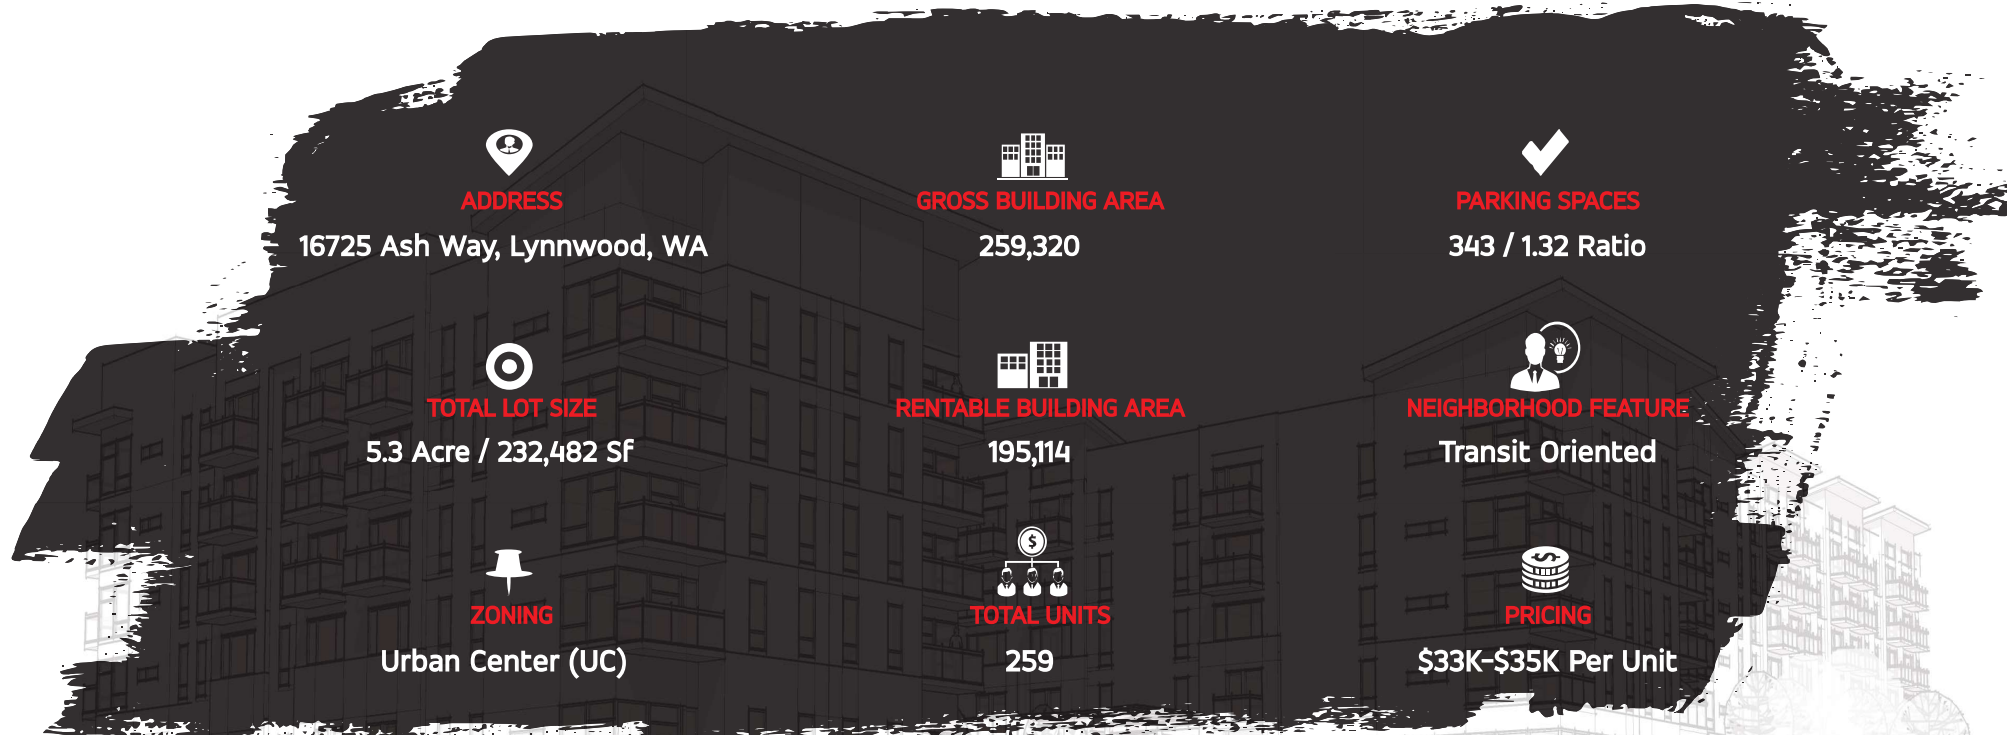 ADDRESS
16725 Ash Way, Lynnwood, WA
GROSS BUILDING AREA
259,320
PARKING SPACES
343 / 1.32 Ratio
TOTAL LOT SIZE
5.3 Acre / 232,482 Sf
RENTABLE BUILDING AREA
195,114
NEIGHBORHOOD FEATURE
Transit Oriented
ZONING
Urban Center (UC)
$
TOTAL UNITS
259
$
PRICING
$33K-$35K Per Unit